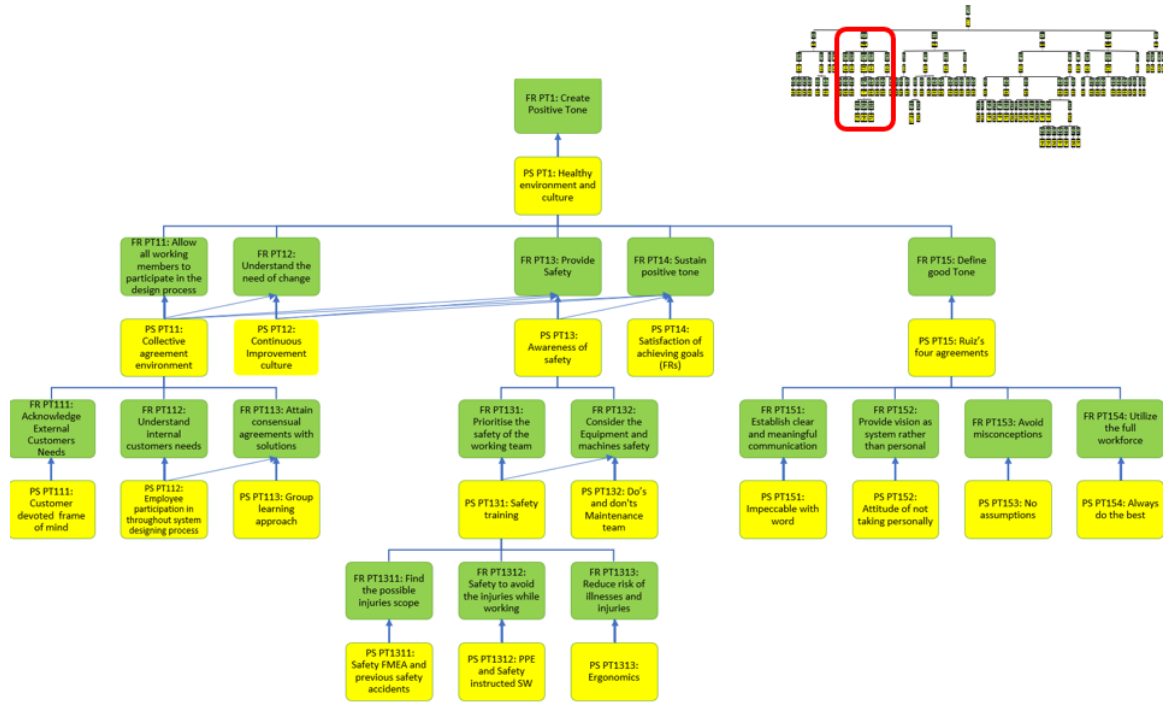 FR PT1: Create
Positive Tone
PS PT1: Healthy
environment and
culture
FR PT11: Allow
all working
members to
participate in the
design process
FR PT12:
Understand the
need of change
FR PT13: Provide
Safety
FR PT14: Sustain
positive tone
FR PT15: Define
good Tone
PS PT11:
Collective
agreement
environment
PS PT12:
Continuous
Improvement
culture
PS PT13:
Awareness of
safety
PS PT14:
Satisfaction of
achieving goals
(FRs)
PS PT15: Ruiz's
four agreements
FR PT111:
Acknowledge
External
Customers
Needs
FR PT112:
Understand
internal
customers needs
FR PT113: Attain
consensual
agreements with
solutions
FR PT131:
Prioritise the
safety of the
working team
FR PT132:
Consider the
Equipment and
machines safety
FR PT151:
Establish clear
and meaningful
communication
FR PT152:
Provide vision as
system rather
than personal
FR PT153: Avoid
misconceptions
FR PT154: Utilize
the full
workforce
PS PT111:
Customer
devoted frame
of mind
PS PT112:
Employee
participation in
throughout system
designing process
PS PT113: Group
learning
approach
PS PT131: Safety
training
PS PT132: Do's
and don'ts
Maintenance
team
PS PT151:
Impeccable with
word
PS PT152:
Attitude of not
taking personally
PS PT153: No
assumptions
PS PT154: Always
do the best
FR PT1311: Find
the possible
injuries scope
FR PT1312:
Safety to avoid
the injuries while
working
FR PT1313:
Reduce risk of
illnesses and
injuries
PS PT1311:
Safety FMEA and
previous safety
accidents
PS PT1312: PPE
and Safety
instructed SW
PS PT1313:
Ergonomics